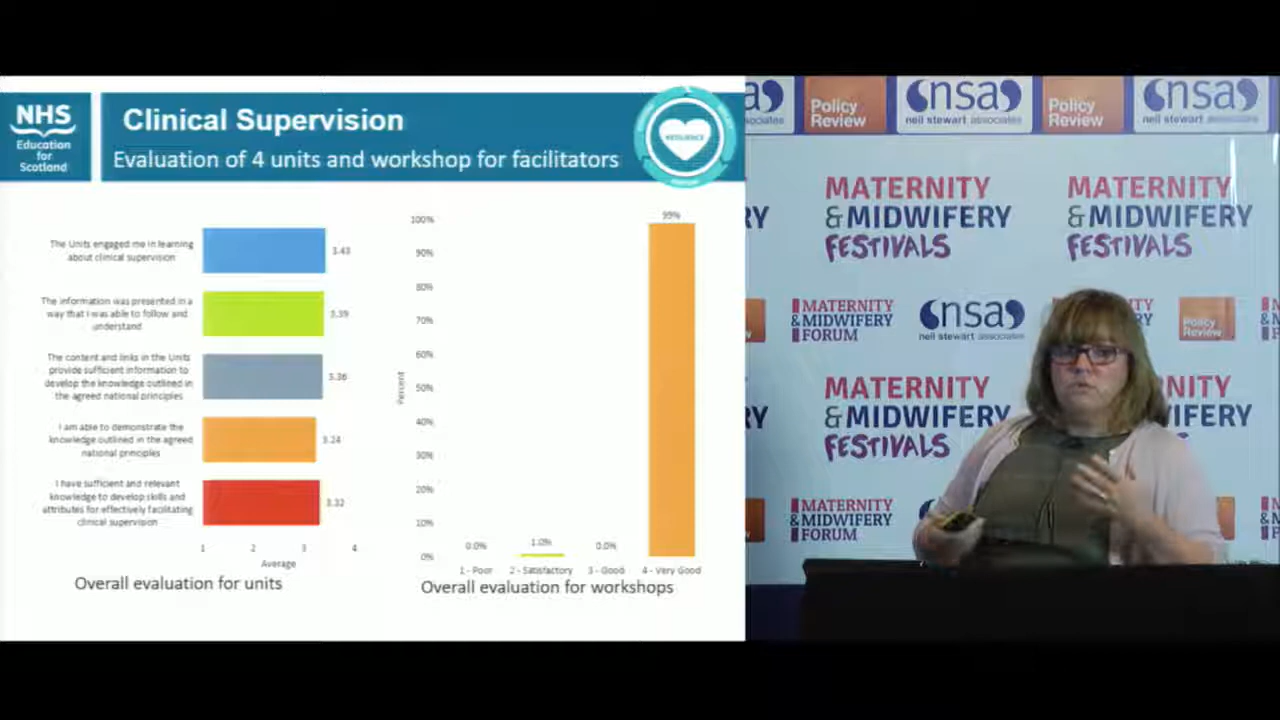 NHS
Education
for
Scotland
Clinical Supervision
Evaluation of 4 units and workshop for facilitators
RESILIENCE
The Units engaged me in learning
about clinical supervision
3.43
The information was presented in a
way that I was able to follow and
understand
3.39
The content and links in the Units
provide sufficient information to
develop the knowledge outlined in
the agreed national principles
3.36
I am able to demonstrate the
knowledge outlined in the agreed
national principles
3.24
I have sufficient and relevant
knowledge to develop skills and
attributes for effectively facilitating
clinical supervision
3.32
1 2 3 4
Average
Overall evaluation for units
100%
90%
80%
70%
60%
50%
40%
30%
20%
10%
0%
Percent
0.0%
1.0%
0.0%
99%
1 - Poor 2 - Satisfactory 3 - Good 4 - Very Good
Overall evaluation for workshops
Policy
Review
nsa
neil stewart associates
Policy
Review
nsa
neil stewart associates
MATERNITY
& MIDWIFERY
FESTIVALS
MATERNITY
& MIDWIFERY
FESTIVALS
MATERNITY
& MIDWIFERY
FORUM
nsa
neil stewart associates
Policy
Review
MATERNITY
& MIDWIFERY
FESTIVALS
MATERNITY
& MIDWIFERY
FORUM